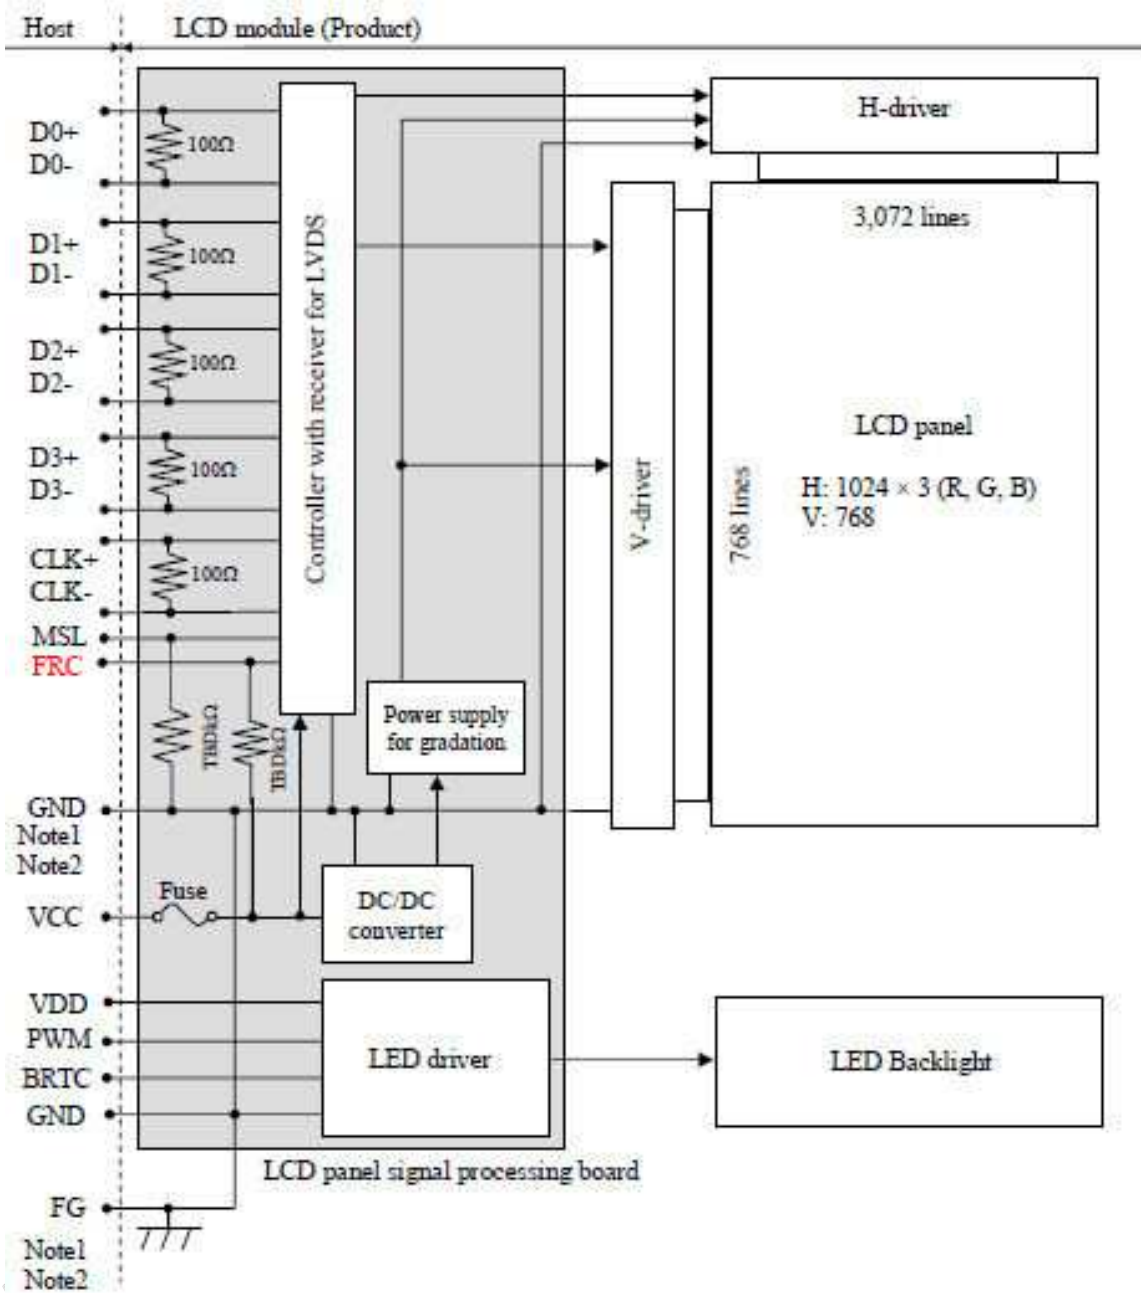 Host
LCD module (Product)
D0+
D0-
100Ω
D1+
D1-
100Ω
D2+
D2-
100Ω
D3+
D3-
100Ω
CLK+
CLK-
100Ω
MSL
FRC
TBDkΩ
TBDkΩ
GND
Note1
Note2
Fuse
VCC
VDD
PWM
BRTC
GND
FG
Note1
Note2
Controller with receiver for LVDS
Power supply
for gradation
DC/DC
converter
LED driver
LCD panel signal processing board
H-driver
V-driver
3,072 lines
768 lines
LCD panel
H: 1024 × 3 (R, G, B)
V: 768
LED Backlight